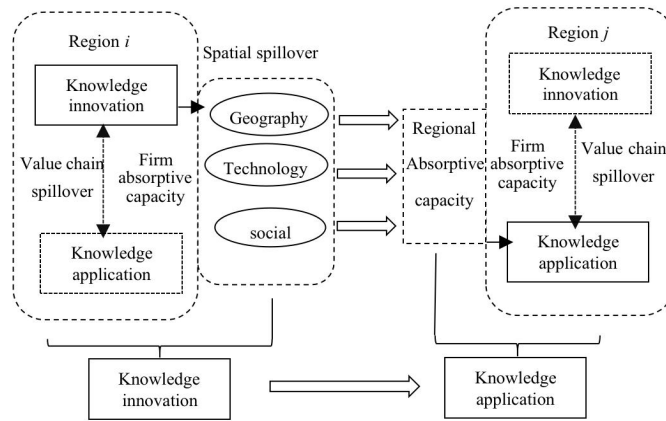 Region i
Knowledge
innovation
Value chain
spillover
Firm
absorptive
capacity
Knowledge
application
Spatial spillover
Geography
Technology
social
Regional
Absorptive
capacity
Region j
Knowledge
innovation
Firm
absorptive
capacity
Value chain
spillover
Knowledge
application
Knowledge
innovation
Knowledge
application